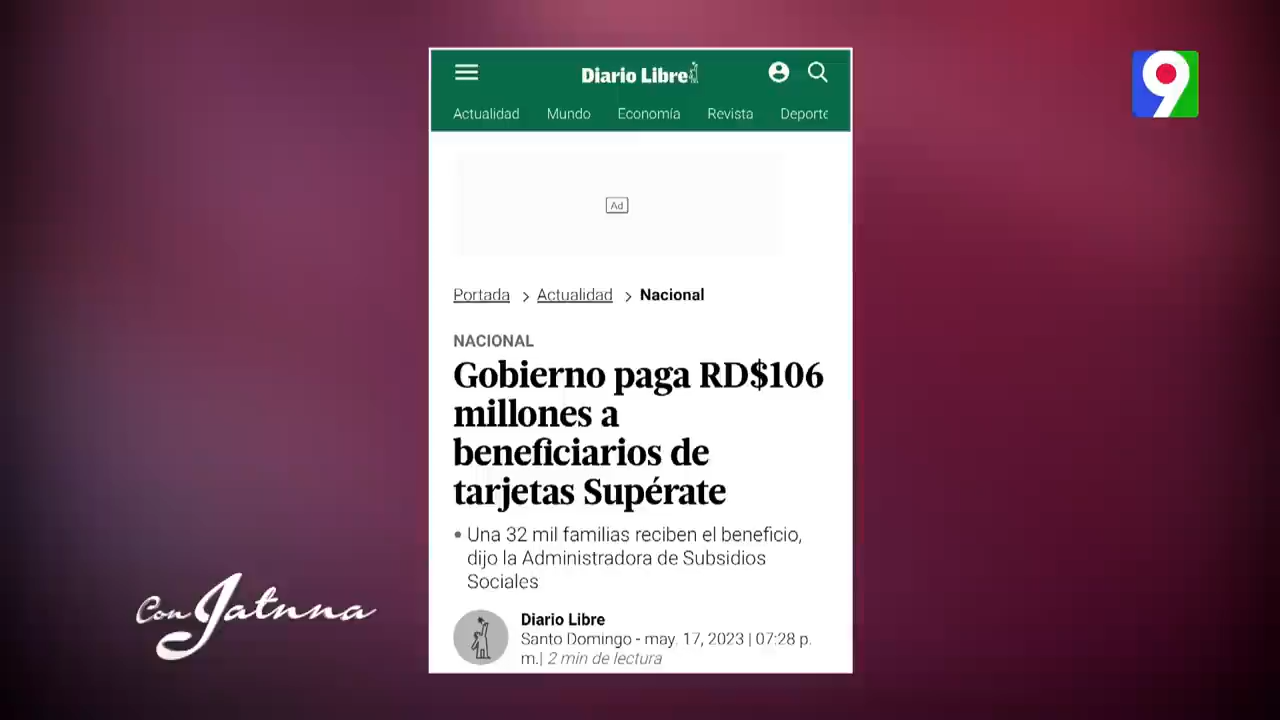 Diario Libre
9
Actualidad Mundo Economía Revista Deporte
Ad
Portada > Actualidad > Nacional
NACIONAL
Gobierno paga RD$106
millones a
beneficiarios de
tarjetas Supérate
• Una 32 mil familias reciben el beneficio,
dijo la Administradora de Subsidios
Sociales
Con Jatnna
Diario Libre
Santo Domingo - may. 17, 2023 | 07:28 p.
m.| 2 min de lectura